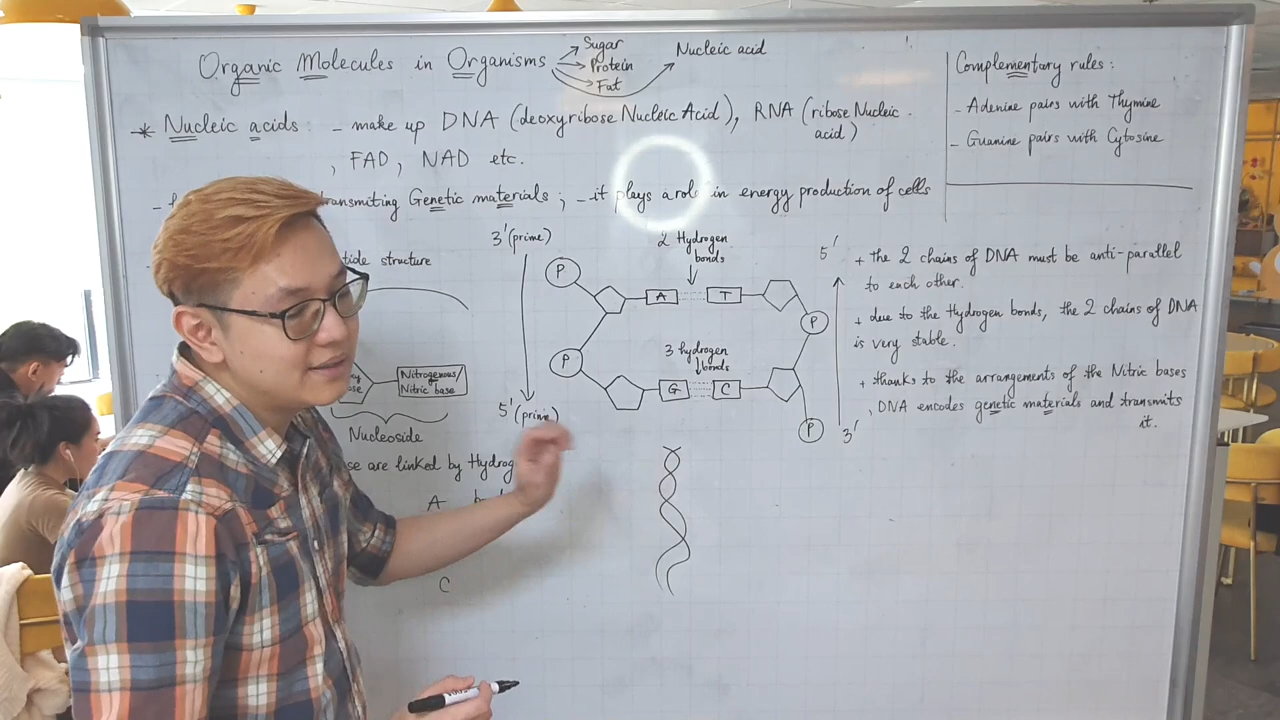 Organic Molecules in Organisms
Sugar
Protein
Fat
Nucleic acid
* Nucleic acids: - make up DNA (deoxyribose Nucleic Acid), RNA (ribose Nucleic acid)
, FAD, NAD etc.
transmiting Genetic materials; - it plays a role in energy production of cells
Complementary rules:
- Adenine pairs with Thymine
- Guanine pairs with Cytosine
structure
Nitrogenous/
Nitric base
Nucleoside
are linked by
A
C
3'(prime)
5'(prime)
2 Hydrogen
bonds
P
A
T
P
3 hydrogen
bonds
P
G
C
P
5'
3'
+ the 2 chains of DNA must be anti-parallel
to each other.
+ due to the Hydrogen bonds, the 2 chains of DNA
is very stable.
+ thanks to the arrangements of the Nitric bases
, DNA encodes genetic materials and transmits
it.